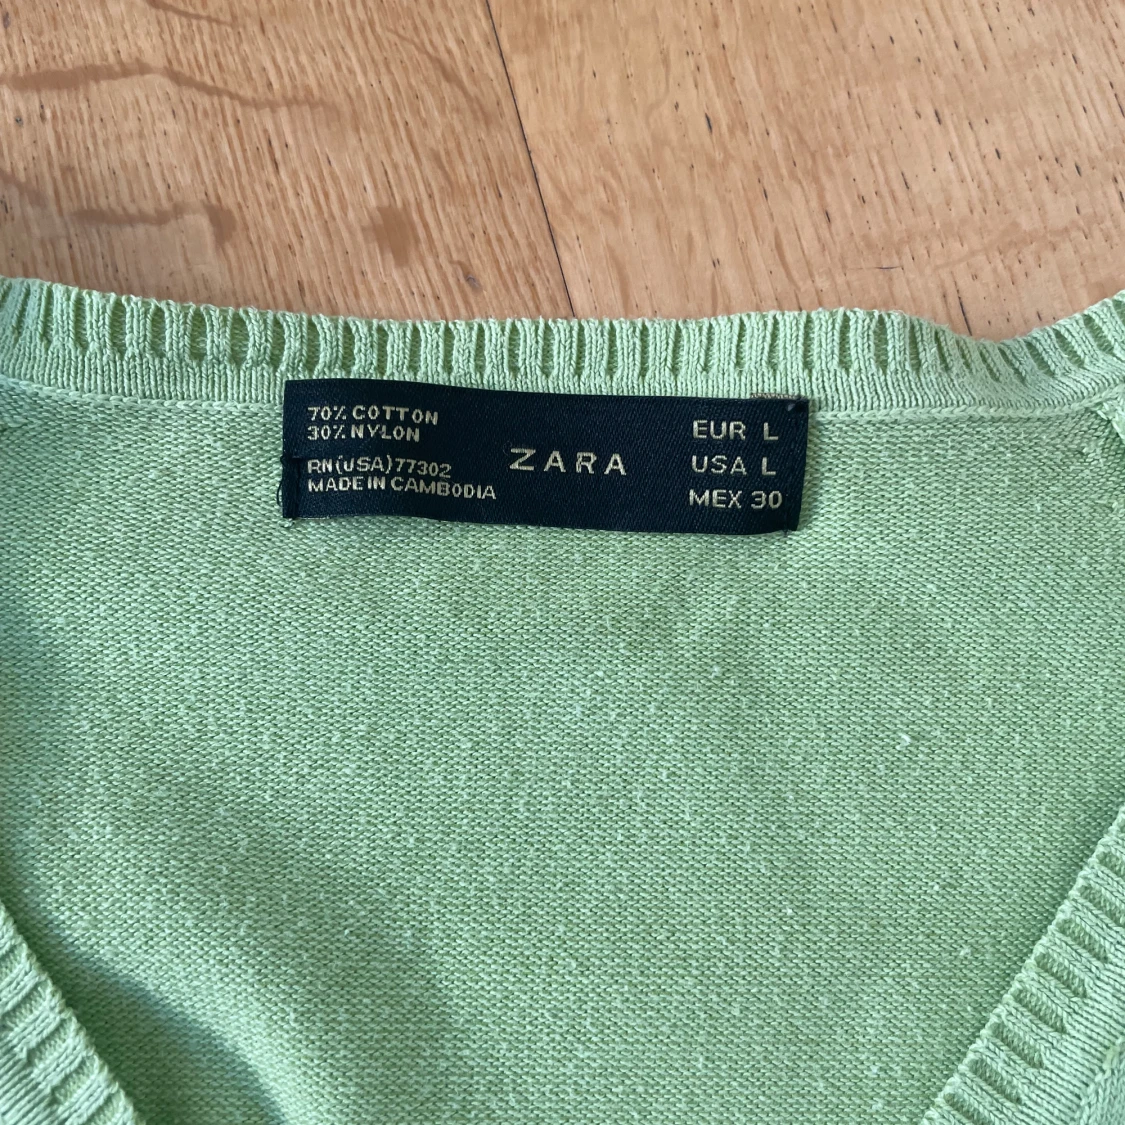 70% COTTON
30% NYLON
RN(USA)77302
MADE IN CAMBODIA
ZARA
EUR L
USA L
MEX 30